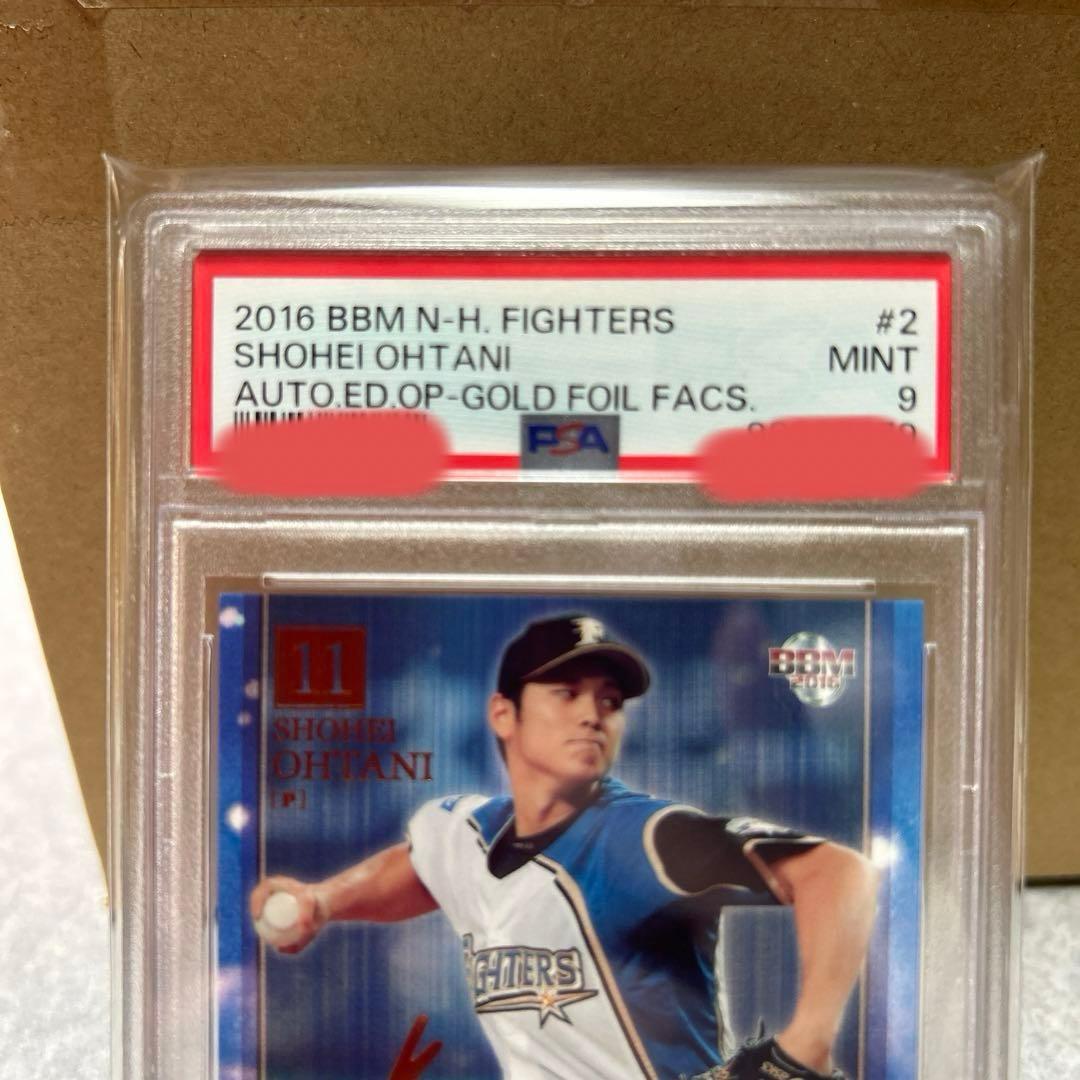 2016 BBM N-H. FIGHTERS #2
SHOHEI OHTANI MINT
AUTO.ED.OP-GOLD FOIL FACS. 9
PSA
11
BBM
2016
SHOHEI
OHTANI
[P]
FIGHTERS